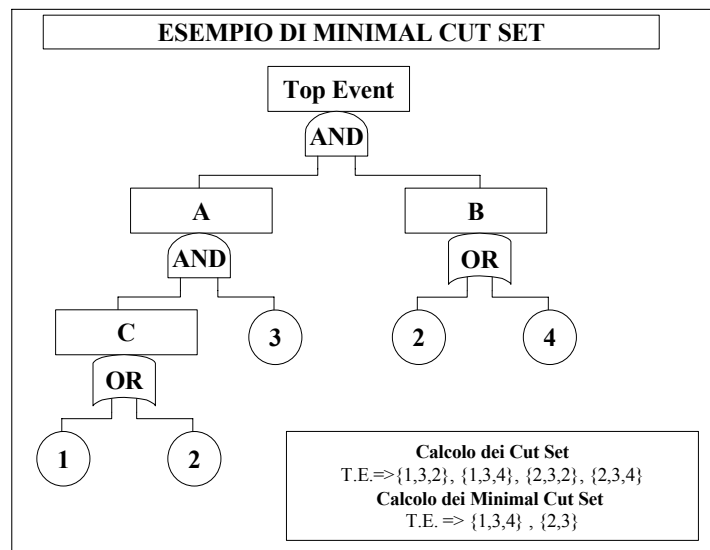 ESEMPIO DI MINIMAL CUT SET
Top Event
AND
A
B
AND
OR
C
3
2
4
OR
1
2
Calcolo dei Cut Set
T.E.=>{1,3,2}, {1,3,4}, {2,3,2}, {2,3,4}
Calcolo dei Minimal Cut Set
T.E. => {1,3,4} , {2,3}